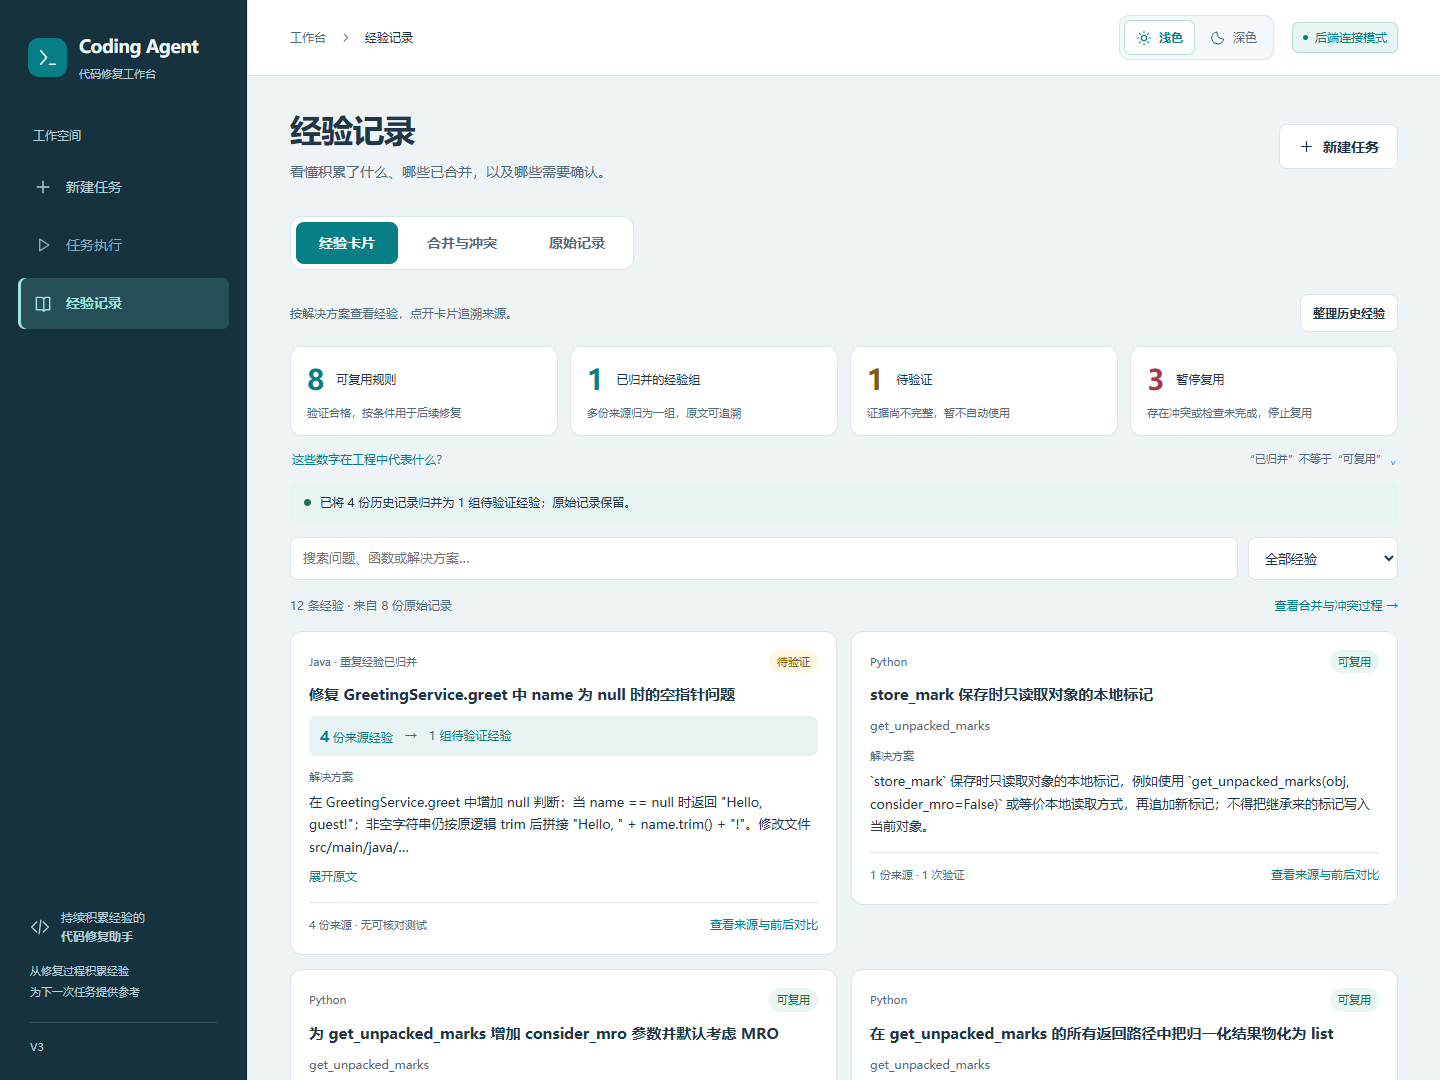 Coding Agent
代码修复工作台
工作空间
新建任务
任务执行
经验记录
持续积累经验的
代码修复助手
从修复过程积累经验
为下一次任务提供参考
V3
工作台 > 经验记录
浅色
深色
后端连接模式
经验记录
看懂积累了什么、哪些已合并，以及哪些需要确认。
+ 新建任务
经验卡片
合并与冲突
原始记录
按解决方案查看经验，点开卡片追溯来源。
整理历史经验
8 可复用规则
验证合格，按条件用于后续修复
1 已归并的经验组
多份来源归为一组，原文可追溯
1 待验证
证据尚不完整，暂不自动使用
3 暂停复用
存在冲突或检查未完成，停止复用
这些数字在工程中代表什么？
“已归并”不等于“可复用” v
已将 4 份历史记录归并为 1 组待验证经验；原始记录保留。
搜索问题、函数或解决方案...
全部经验
12 条经验 · 来自 8 份原始记录
查看合并与冲突过程 →
Java · 重复经验已归并
待验证
修复 GreetingService.greet 中 name 为 null 时的空指针问题
4 份来源经验 → 1 组待验证经验
解决方案
在 GreetingService.greet 中增加 null 判断：当 name == null 时返回 "Hello,
guest!"；非空字符串仍按原逻辑 trim 后拼接 "Hello, " + name.trim() + "!"。修改文件
src/main/java/...
展开原文
4 份来源 · 无可核对测试
查看来源与前后对比
Python
可复用
store_mark 保存时只读取对象的本地标记
get_unpacked_marks
解决方案
`store_mark` 保存时只读取对象的本地标记，例如使用 `get_unpacked_marks(obj,
consider_mro=False)` 或等价本地读取方式，再追加新标记；不得把继承来的标记写入
当前对象。
1 份来源 · 1 次验证
查看来源与前后对比
Python
可复用
为 get_unpacked_marks 增加 consider_mro 参数并默认考虑 MRO
get_unpacked_marks
Python
可复用
在 get_unpacked_marks 的所有返回路径中把归一化结果物化为 list
get_unpacked_marks